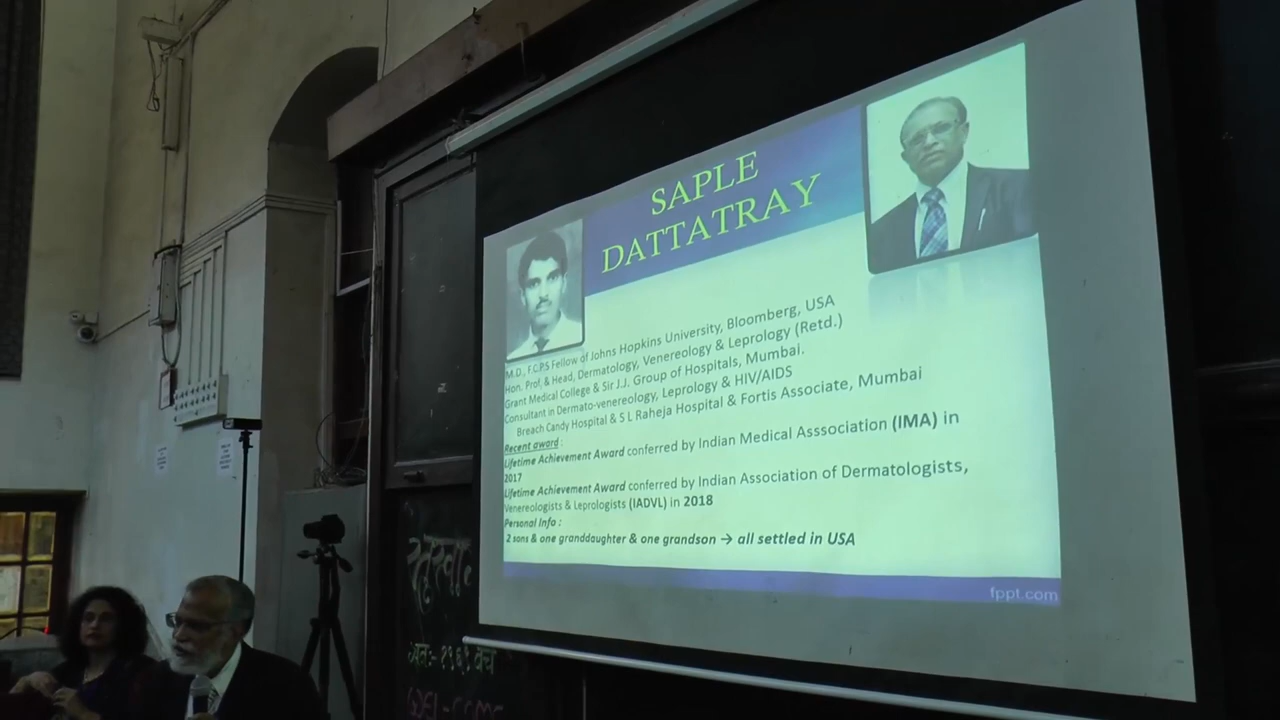 SAPLE
DATTATRAY
M.D., F.C.P.S Fellow of Johns Hopkins University, Bloomberg, USA
Hon. Prof. & Head, Dermatology, Venereology & Leprology (Retd.)
Grant Medical College & Sir J.J. Group of Hospitals, Mumbai.
Consultant in Dermato-venereology, Leprology & HIV/AIDS
Breach Candy Hospital & S L Raheja Hospital & Fortis Associate, Mumbai
Recent award :
Lifetime Achievement Award conferred by Indian Medical Asssociation (IMA) in
2017
Lifetime Achievement Award conferred by Indian Association of Dermatologists,
Venereologists & Leprologists (IADVL) in 2018
Personal Info :
2 sons & one granddaughter & one grandson → all settled in USA
fppt.com